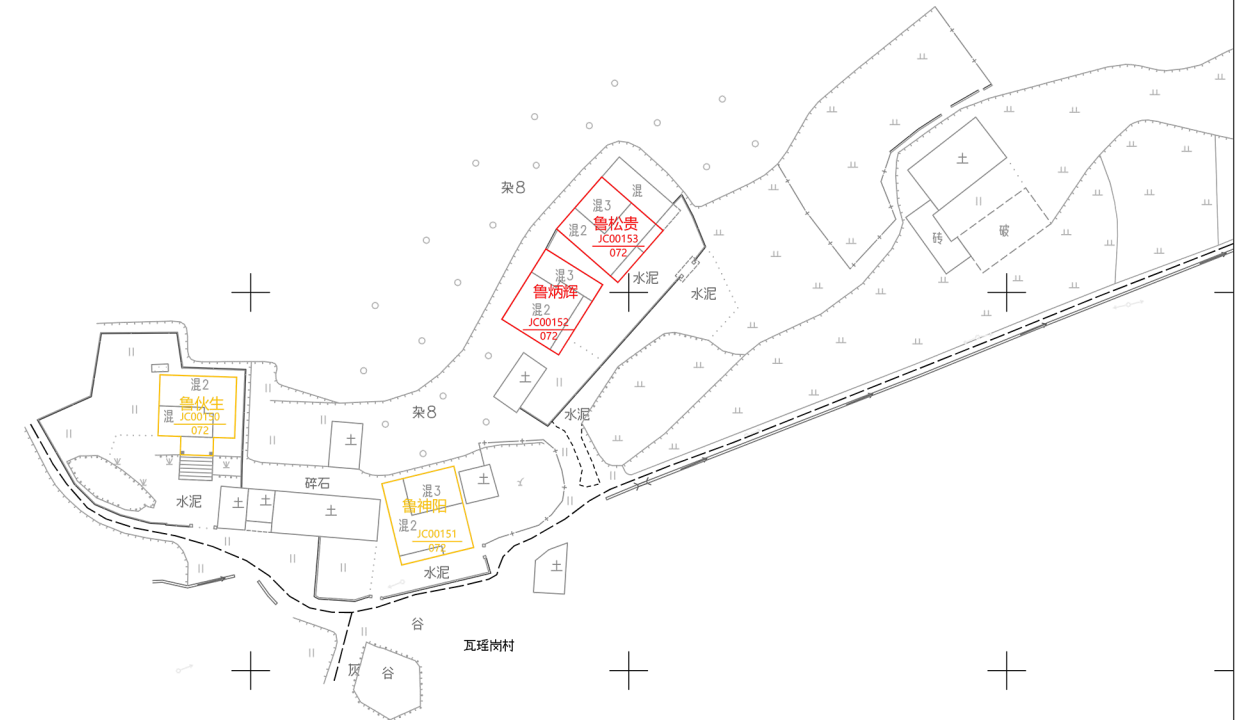 杂8
混
混3
混2
鲁松贵
JC00153
072
水泥
水泥
混3
鲁炳辉
混2
JC00152
072
土
水泥
土
砖
破
杂8
混2
鲁伙生
混
JC00150
072
水泥
土
土
碎石
土
土
混3
鲁神阳
混2
JC00151
072
土
水泥
土
谷
瓦瑶岗村
灰
谷